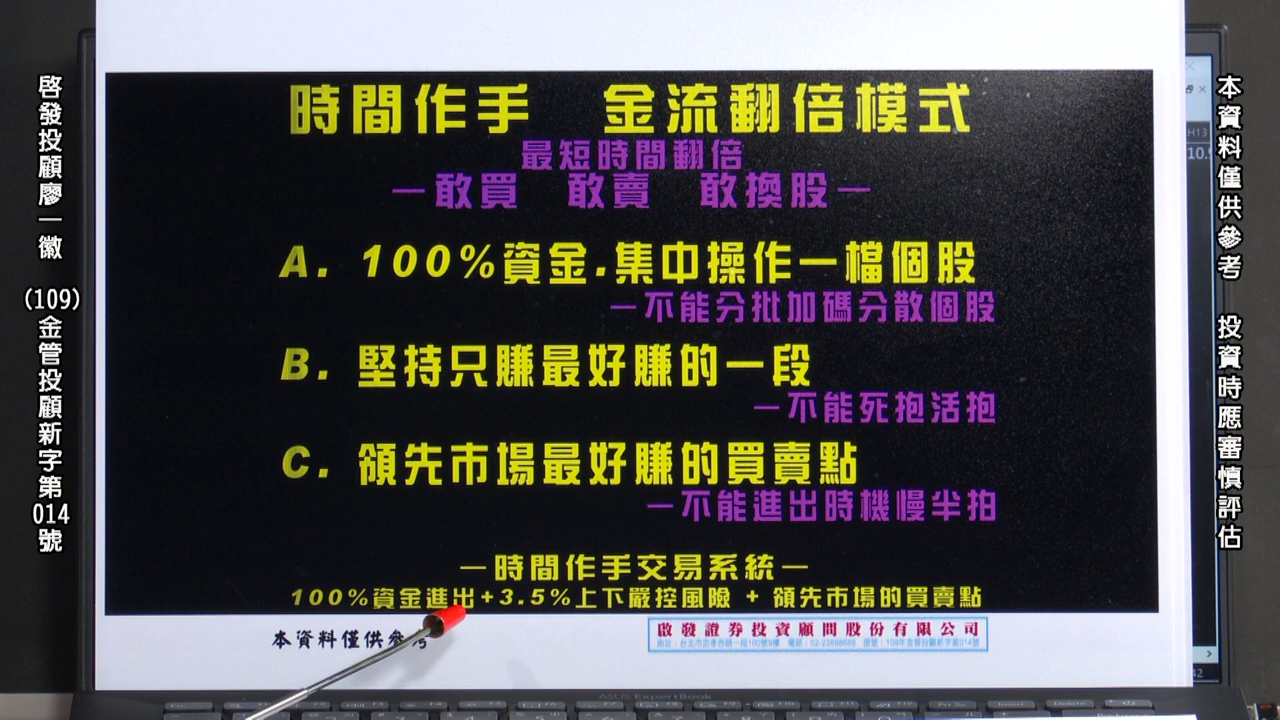 啓發投顧廖一徽 (109)金管投顧新字第014號
時間作手 金流翻倍模式
最短時間翻倍
—敢買 敢賣 敢換股—
A. 100%資金.集中操作一檔個股
—不能分批加碼分散個股
B. 堅持只賺最好賺的一段
—不能死抱活抱
C. 領先市場最好賺的買賣點
—不能進出時機慢半拍
—時間作手交易系統—
100%資金進出+3.5%上下嚴控風險 + 領先市場的買賣點
本資料僅供參考
啟發證券投資顧問股份有限公司
ASUS ExpertBook
本資料僅供參考 投資時應審慎評估